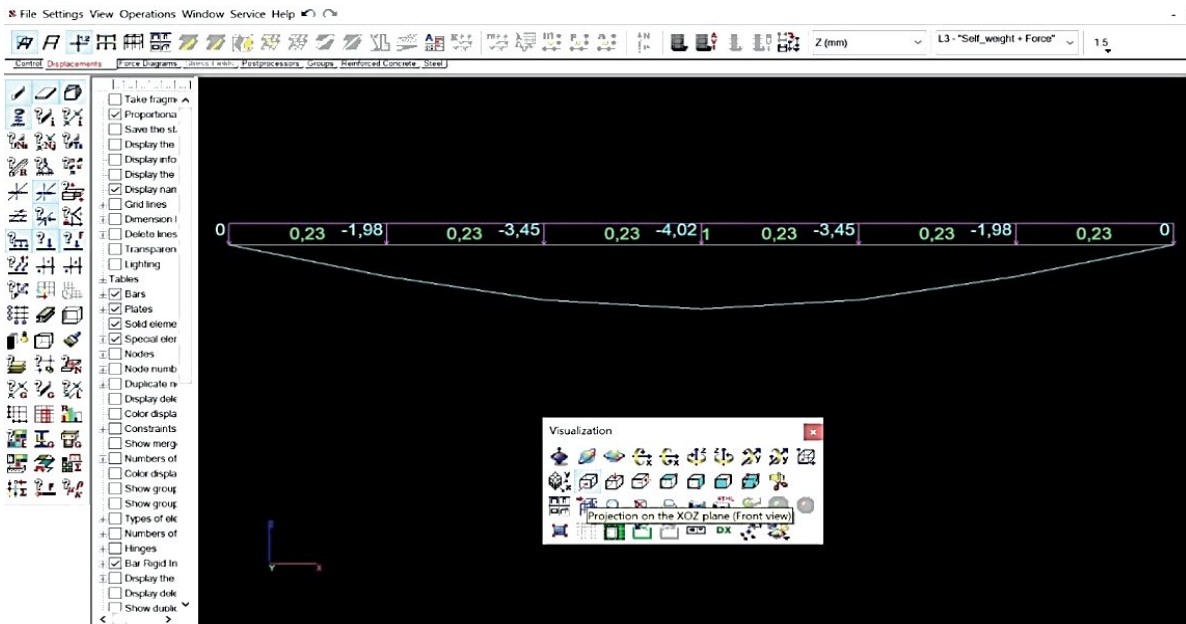 File Settings View Operations Window Service Help
Z (mm) L3 - "Self_weight + Force" 1.5
Control Displacements Force Diagrams Stress Fields Postprocessors Groups Reinforced Concrete Steel
Take fragm
Proportiona
Save the st.
Display the
Display info
Display the
Display nan
Grid lines
Dimension l
Delete lines
Transparen
Lighting
Tables
Bars
Plates
Solid eleme
Special eler
Nodes
Node numb
Duplicate n
Display dele
Color displa
Constraints
Show merg
Numbers of
Color displa
Show group
Show group
Types of ele
Numbers of
Hinges
Bar Rigid In
Display the
Display dele
Show duplic
0 0,23 -1,98 0,23 -3,45 0,23 -4,02 1 0,23 -3,45 0,23 -1,98 0,23 0
Visualization
Projection on the XOZ plane (Front view)
Z
Y X